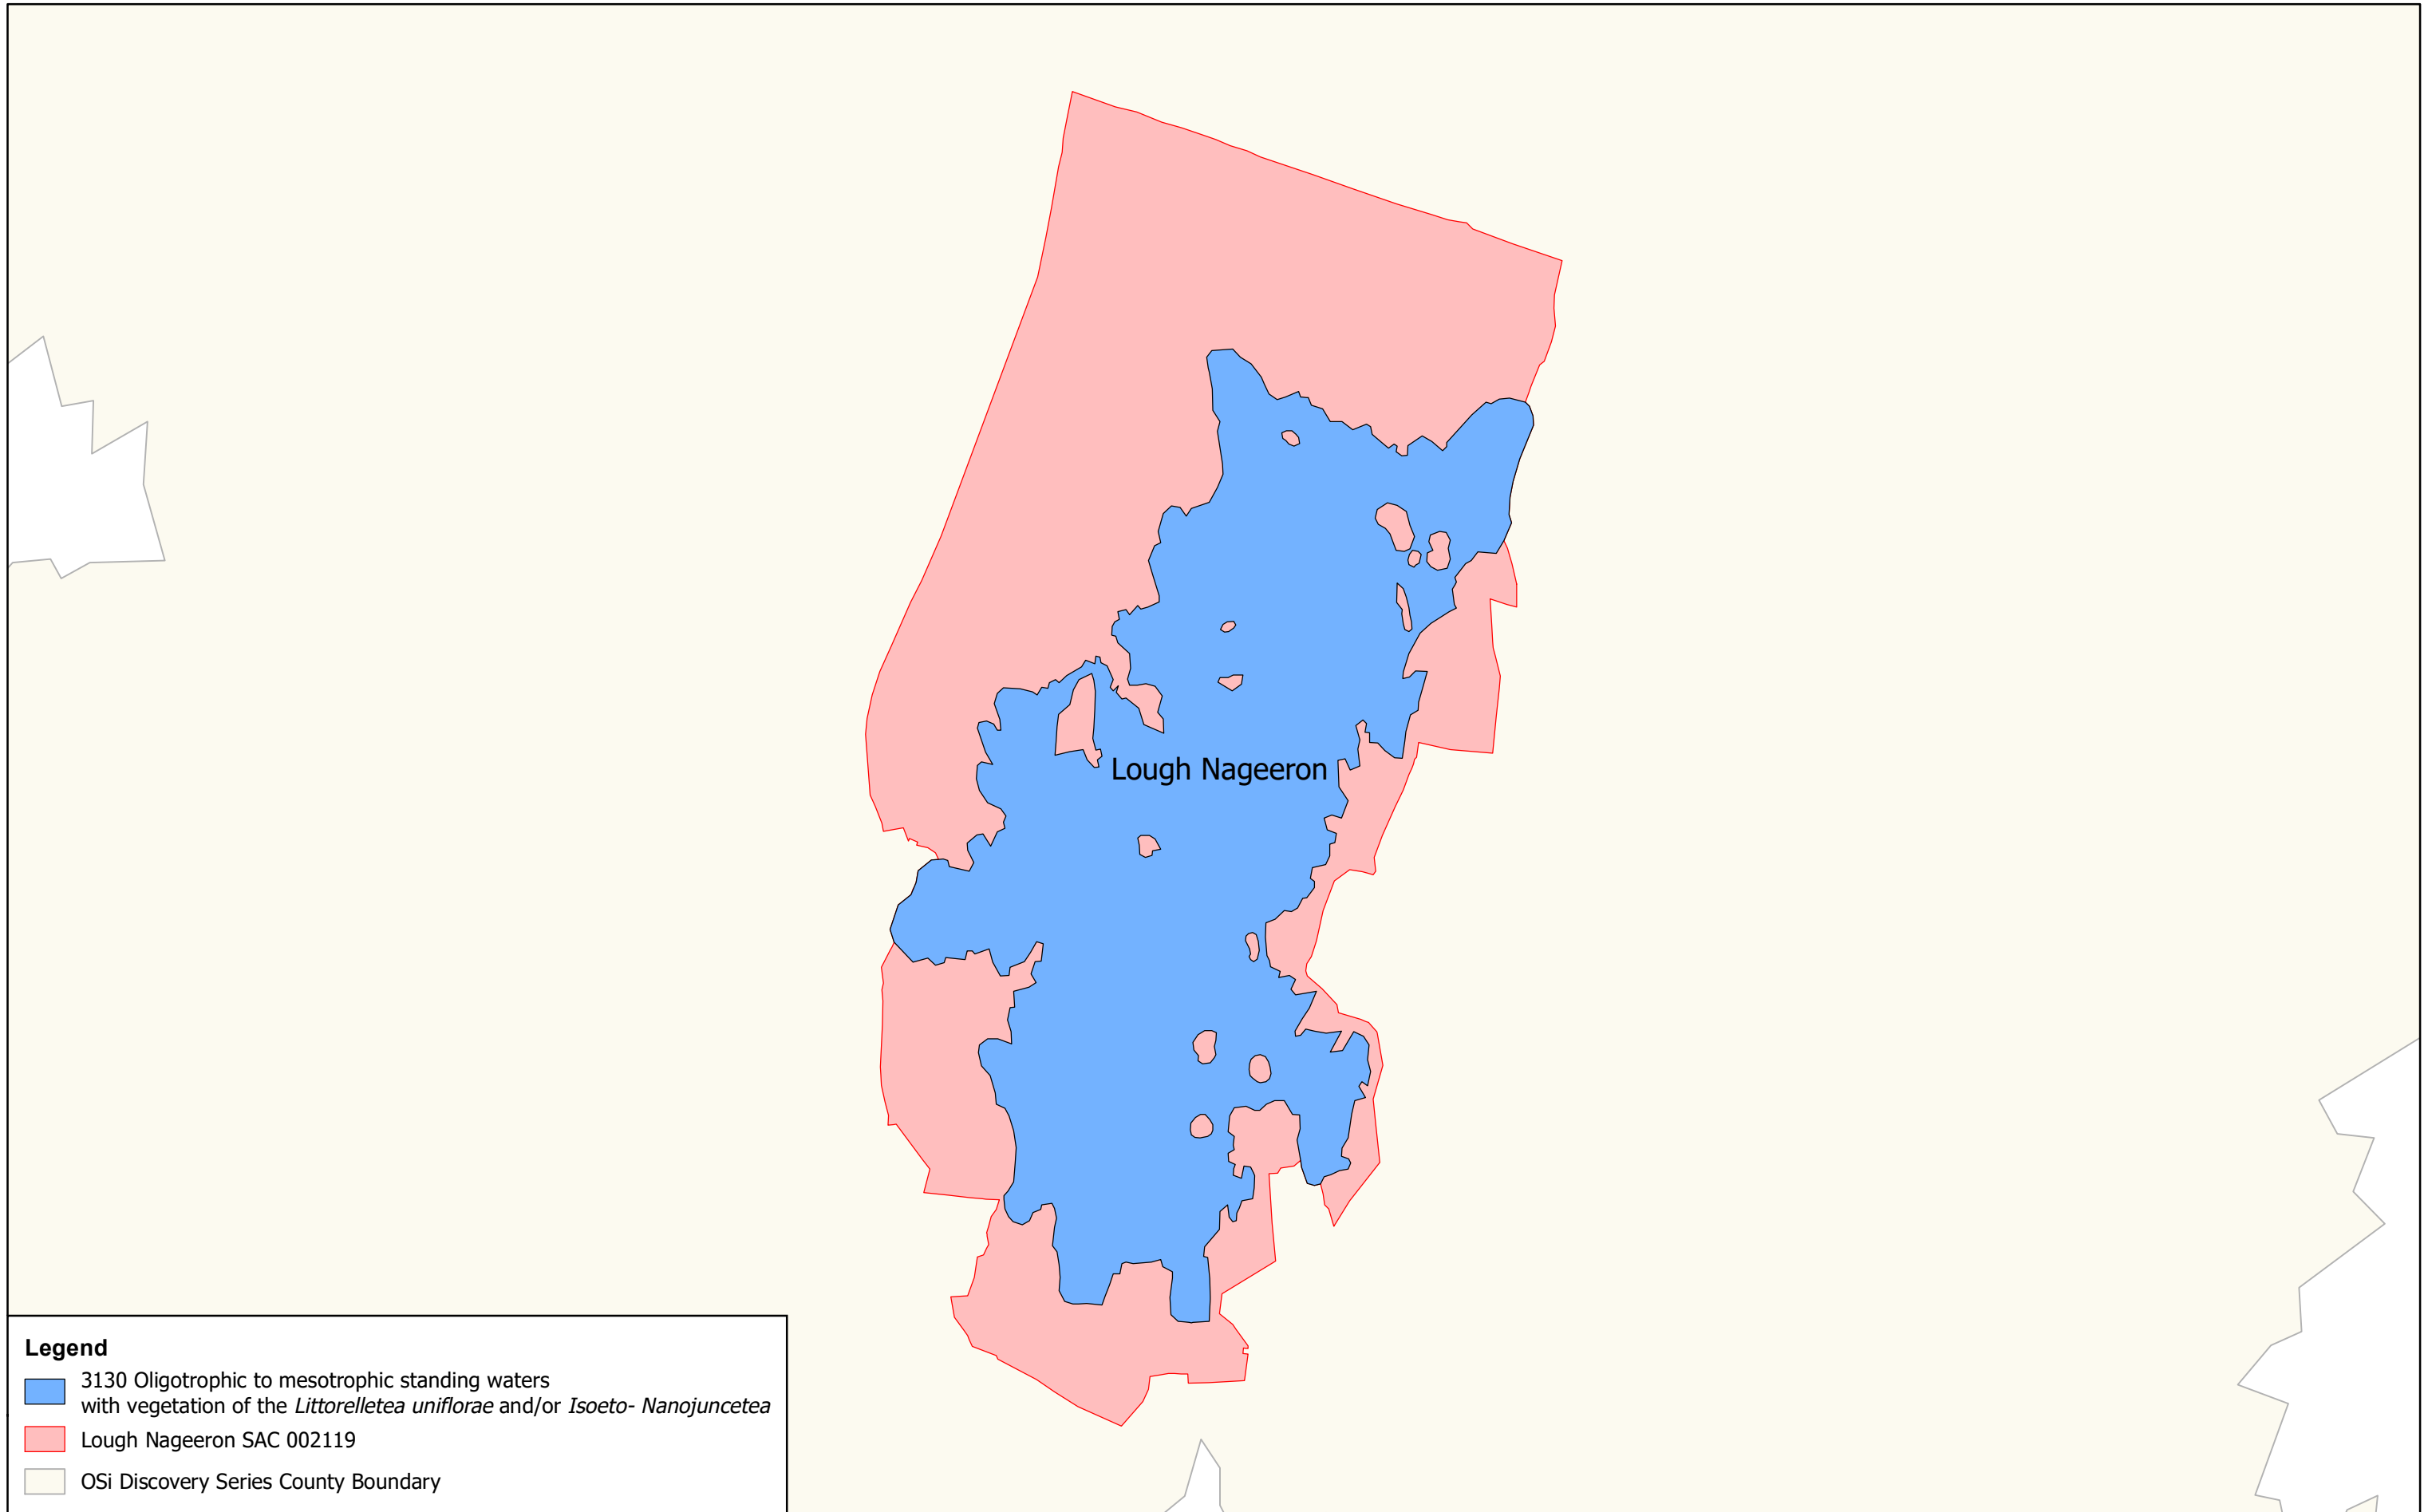 Lough Nageeron
Legend
3130 Oligotrophic to mesotrophic standing waters
with vegetation of the Littorelletea uniflorae and/or Isoeto- Nanojuncetea
Lough Nageeron SAC 002119
OSi Discovery Series County Boundary